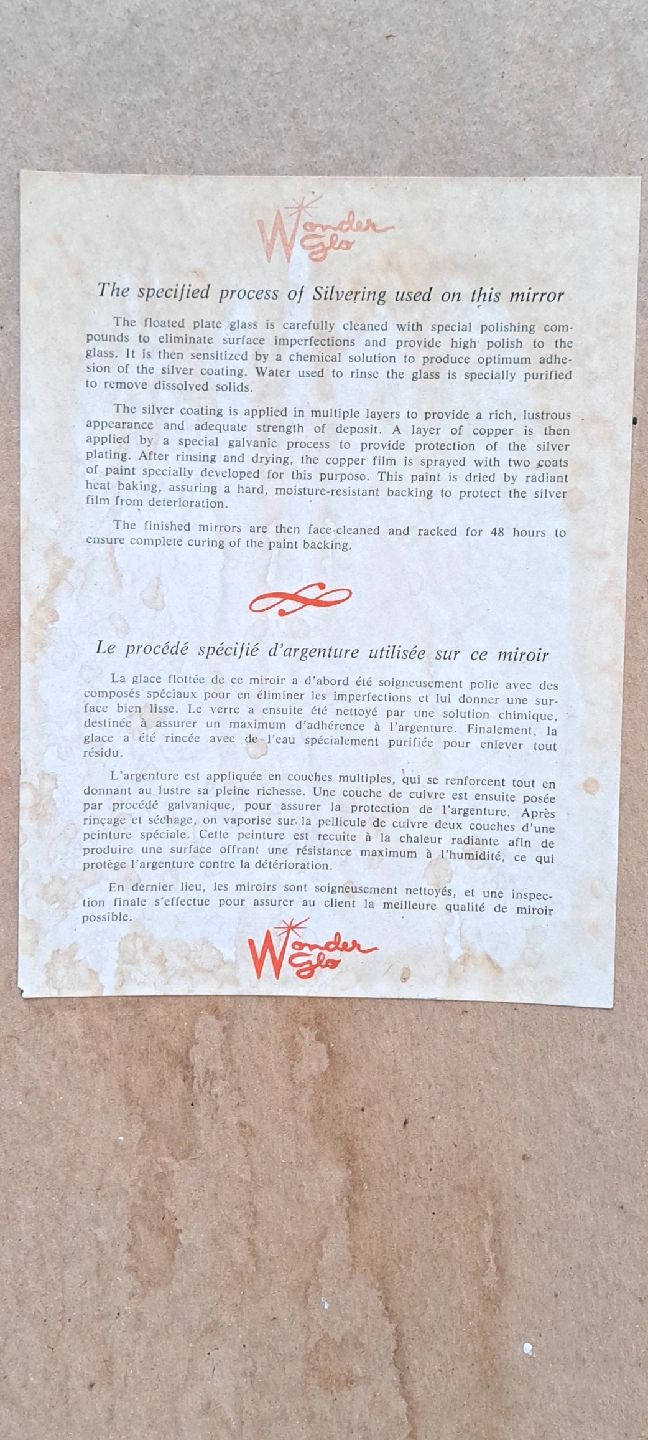 Wonder
Glo
The specified process of Silvering used on this mirror
The floated plate glass is carefully cleaned with special polishing com-
pounds to eliminate surface imperfections and provide high polish to the
glass. It is then sensitized by a chemical solution to produce optimum adhe-
sion of the silver coating. Water used to rinse the glass is specially purified
to remove dissolved solids.
The silver coating is applied in multiple layers to provide a rich, lustrous
appearance and adequate strength of deposit. A layer of copper is then
applied by a special galvanic process to provide protection of the silver
plating. After rinsing and drying, the copper film is sprayed with two coats
of paint specially developed for this purpose. This paint is dried by radiant
heat baking, assuring a hard, moisture-resistant backing to protect the silver
film from deterioration.
The finished mirrors are then face-cleaned and racked for 48 hours to
ensure complete curing of the paint backing.
Le procédé spécifié d'argenture utilisée sur ce miroir
La glace flottée de ce miroir a d'abord été soigneusement polie avec des
composés spéciaux pour en éliminer les imperfections et lui donner une sur-
face bien lisse. Le verre a ensuite été nettoyé par une solution chimique,
destinée à assurer un maximum d'adhérence à l'argenture. Finalement, la
glace a été rincée avec de l'eau spécialement purifiée pour enlever tout
résidu.
L'argenture est appliquée en couches multiples, qui se renforcent tout en
donnant au lustre sa pleine richesse. Une couche de cuivre est ensuite posée
par procédé galvanique, pour assurer la protection de l'argenture. Après
rinçage et séchage, on vaporise sur la pellicule de cuivre deux couches d'une
peinture spéciale. Cette peinture est recuite à la chaleur radiante afin de
produire une surface offrant une résistance maximum à l'humidité, ce qui
protège l'argenture contre la détérioration.
En dernier lieu, les miroirs sont soigneusement nettoyés, et une inspec-
tion finale s'effectue pour assurer au client la meilleure qualité de miroir
possible.
Wonder
Glo